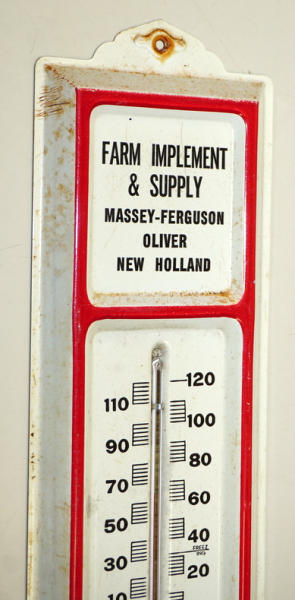 FARM IMPLEMENT
& SUPPLY
MASSEY-FERGUSON
OLIVER
NEW HOLLAND
120
110
100
90
80
70
60
50
40
30
20
10